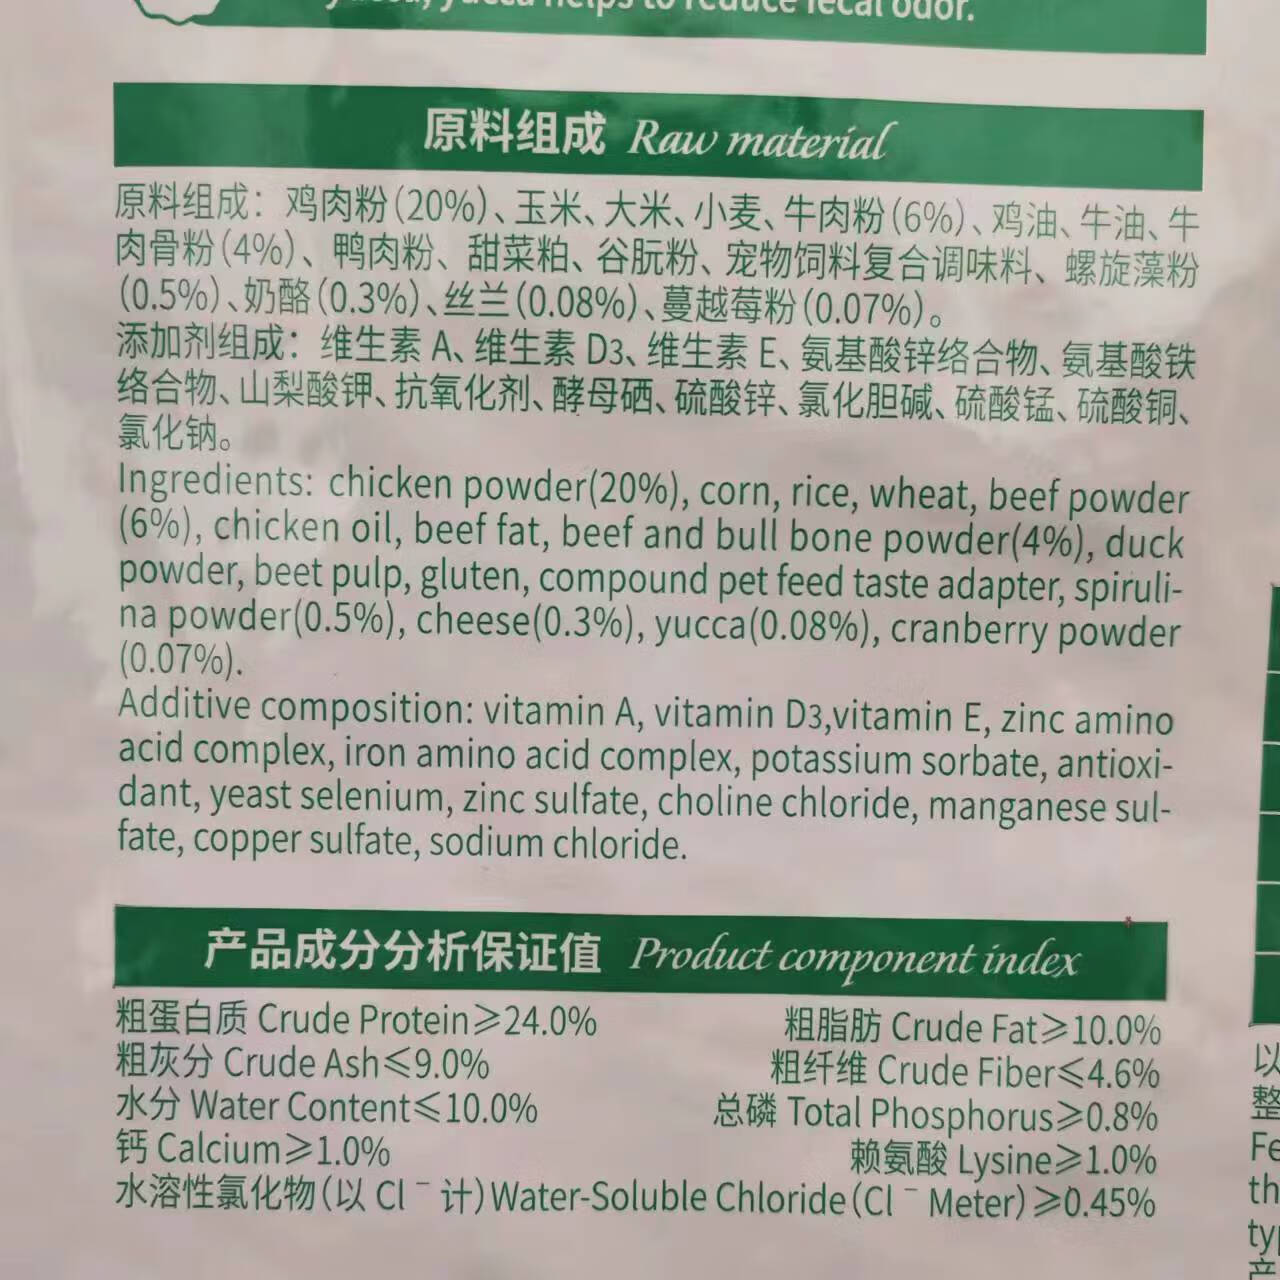 yucca, yucca helps to reduce fecal odor.
原料组成 Raw material
原料组成：鸡肉粉(20%)、玉米、大米、小麦、牛肉粉(6%)、鸡油、牛油、牛
肉骨粉(4%)、鸭肉粉、甜菜粕、谷朊粉、宠物饲料复合调味料、螺旋藻粉
(0.5%)、奶酪(0.3%)、丝兰(0.08%)、蔓越莓粉(0.07%)。
添加剂组成：维生素 A、维生素 D3、维生素 E、氨基酸锌络合物、氨基酸铁
络合物、山梨酸钾、抗氧化剂、酵母硒、硫酸锌、氯化胆碱、硫酸锰、硫酸铜、
氯化钠。
Ingredients: chicken powder(20%), corn, rice, wheat, beef powder
(6%), chicken oil, beef fat, beef and bull bone powder(4%), duck
powder, beet pulp, gluten, compound pet feed taste adapter, spiruli-
na powder(0.5%), cheese(0.3%), yucca(0.08%), cranberry powder
(0.07%).
Additive composition: vitamin A, vitamin D3,vitamin E, zinc amino
acid complex, iron amino acid complex, potassium sorbate, antioxi-
dant, yeast selenium, zinc sulfate, choline chloride, manganese sul-
fate, copper sulfate, sodium chloride.
产品成分分析保证值 Product component index
粗蛋白质 Crude Protein≥24.0% 粗脂肪 Crude Fat≥10.0%
粗灰分 Crude Ash≤9.0% 粗纤维 Crude Fiber≤4.6%
水分 Water Content≤10.0% 总磷 Total Phosphorus≥0.8%
钙 Calcium≥1.0% 赖氨酸 Lysine≥1.0%
水溶性氯化物(以 Cl⁻ 计)Water-Soluble Chloride(Cl⁻ Meter)≥0.45%
以
整
Fe
th
typ
产